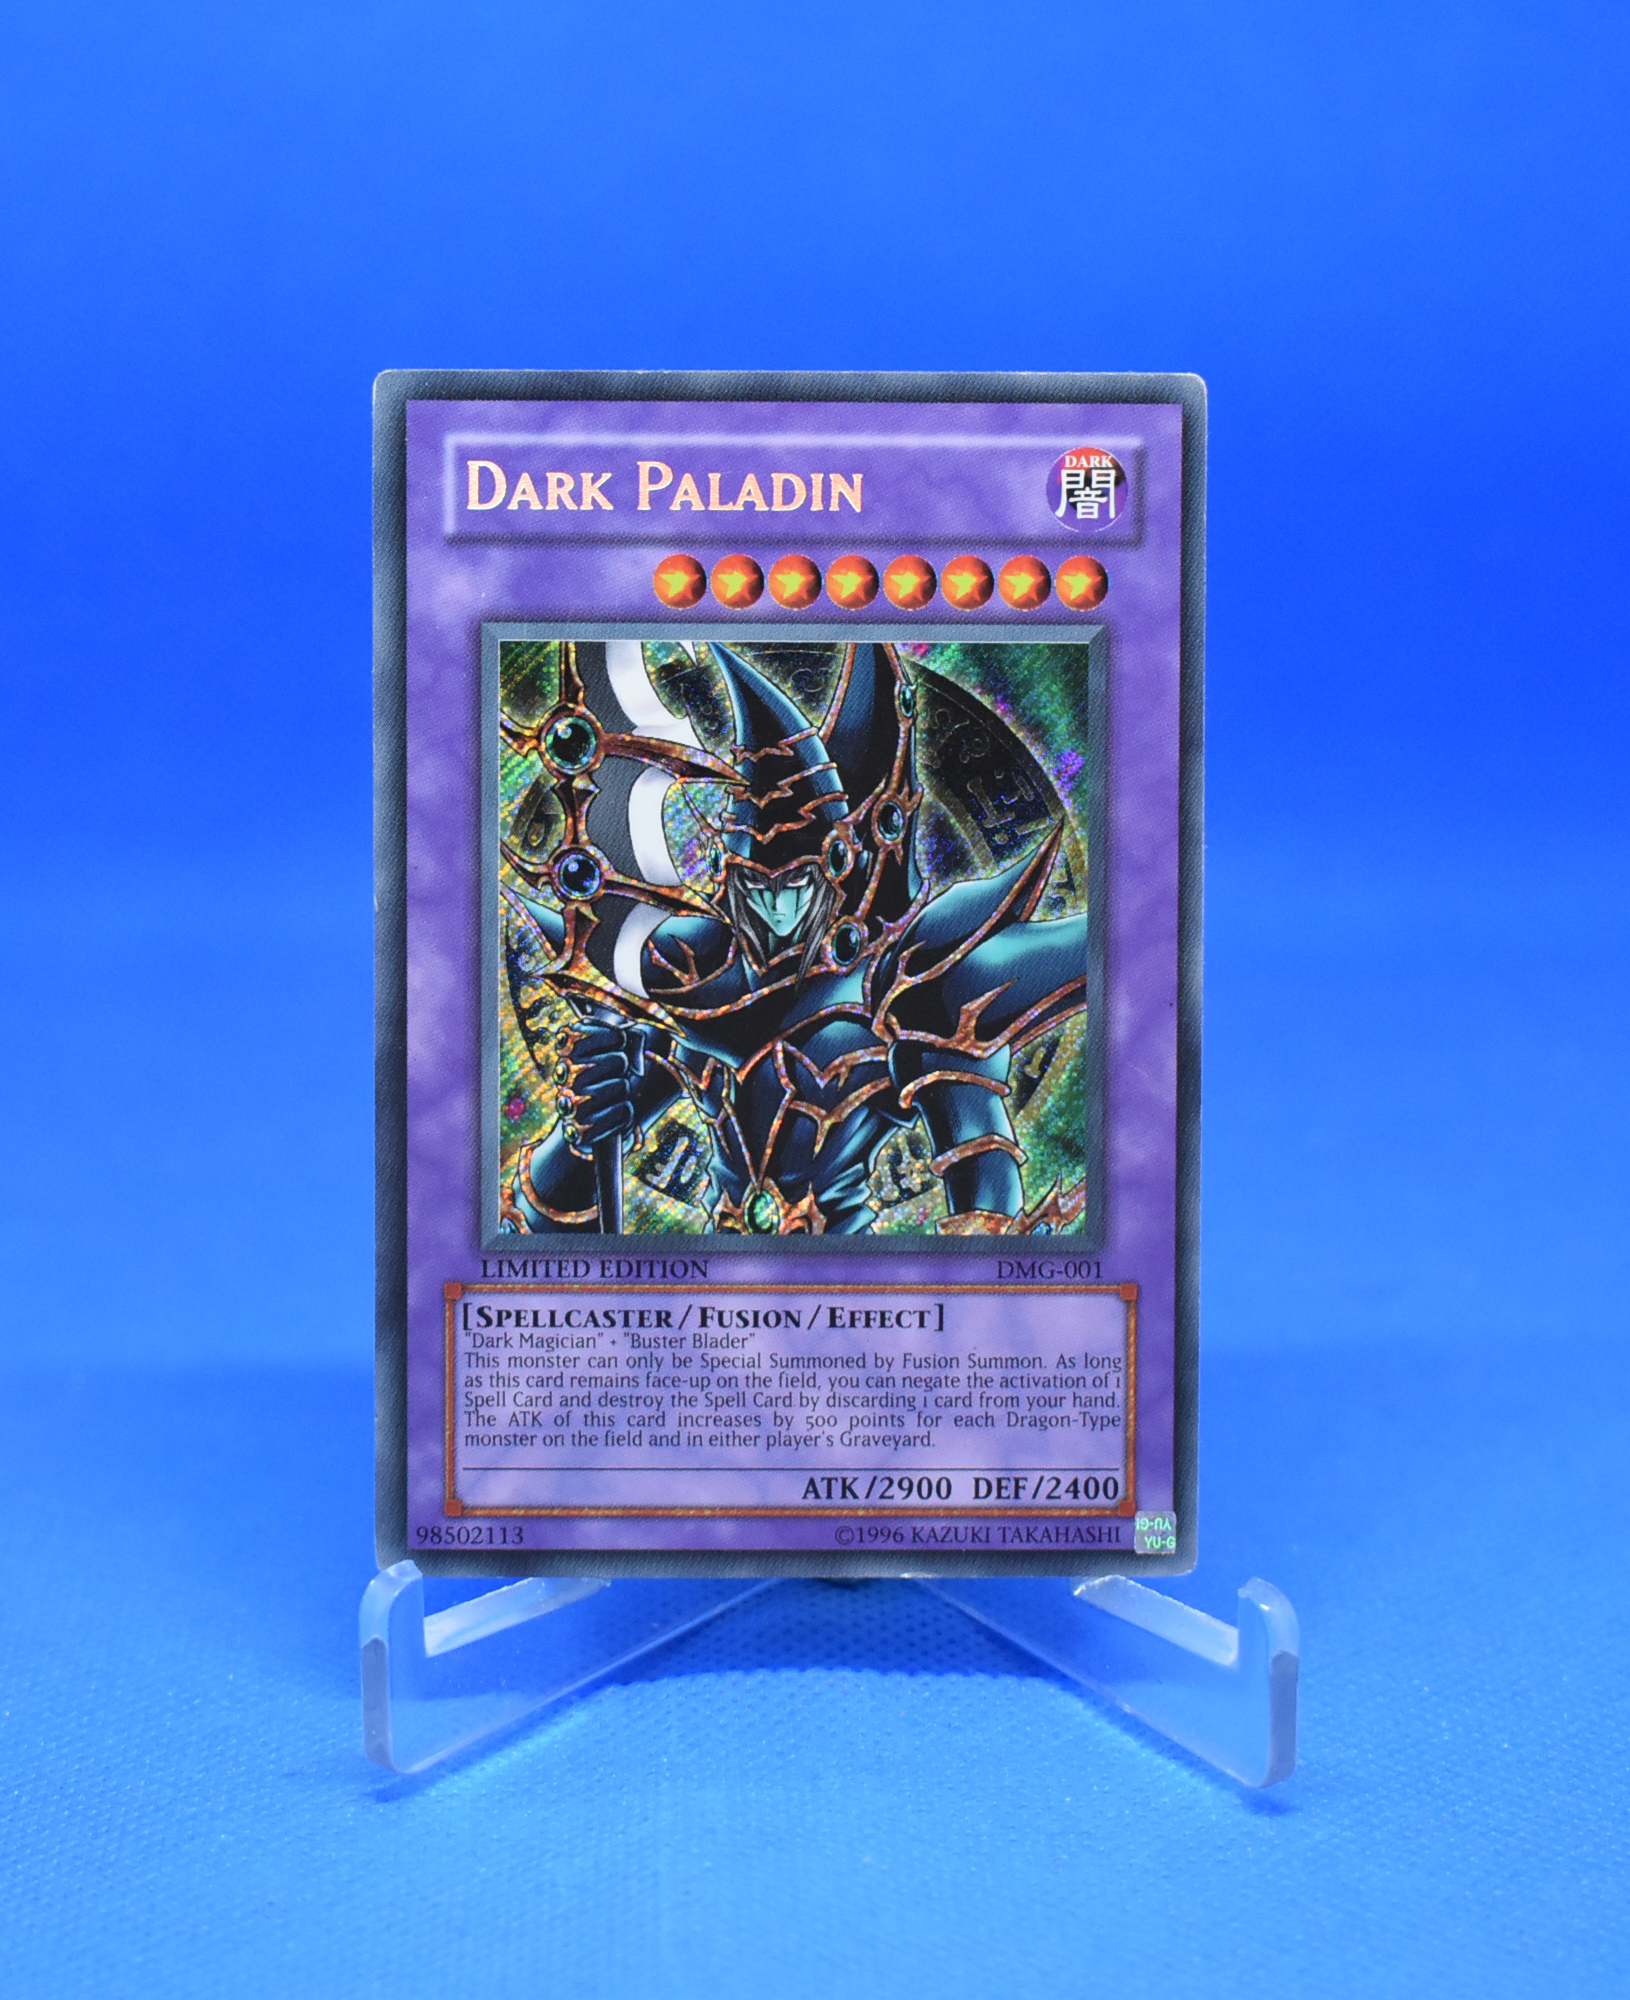 DARK PALADIN
DARK
闇
LIMITED EDITION
DMG-001
[SPELLCASTER/FUSION/EFFECT]
"Dark Magician" + "Buster Blader"
This monster can only be Special Summoned by Fusion Summon. As long
as this card remains face-up on the field, you can negate the activation of 1
Spell Card and destroy the Spell Card by discarding 1 card from your hand.
The ATK of this card increases by 500 points for each Dragon-Type
monster on the field and in either player's Graveyard.
ATK/2900 DEF/2400
98502113
©1996 KAZUKI TAKAHASHI
YU-GI
YU-G